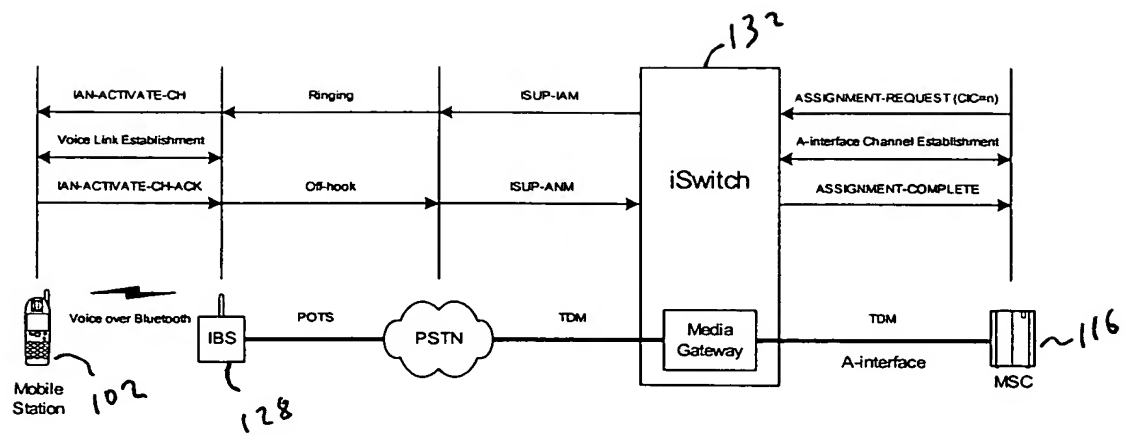 132
IAN-ACTIVATE-CH
Ringing
ISUP-IAM
ASSIGNMENT-REQUEST (CIC=n)
Voice Link Establishment
A-interface Channel Establishment
iSwitch
IAN-ACTIVATE-CH-ACK
Off-hook
ISUP-ANM
ASSIGNMENT-COMPLETE
Voice over Bluetooth
IBS
POTS
PSTN
TDM
Media
Gateway
TDM
A-interface
MSC
116
Mobile
Station
102
128